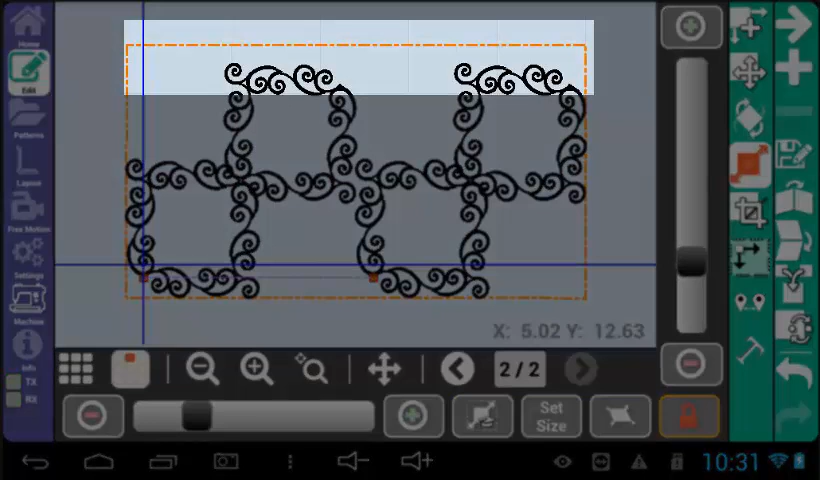 Home
Edit
Patterns
Layout
Free Motion
Settings
Machine
Info
TX
RX
X: 5.02 Y: 12.63
2 / 2
Set
Size
10:31